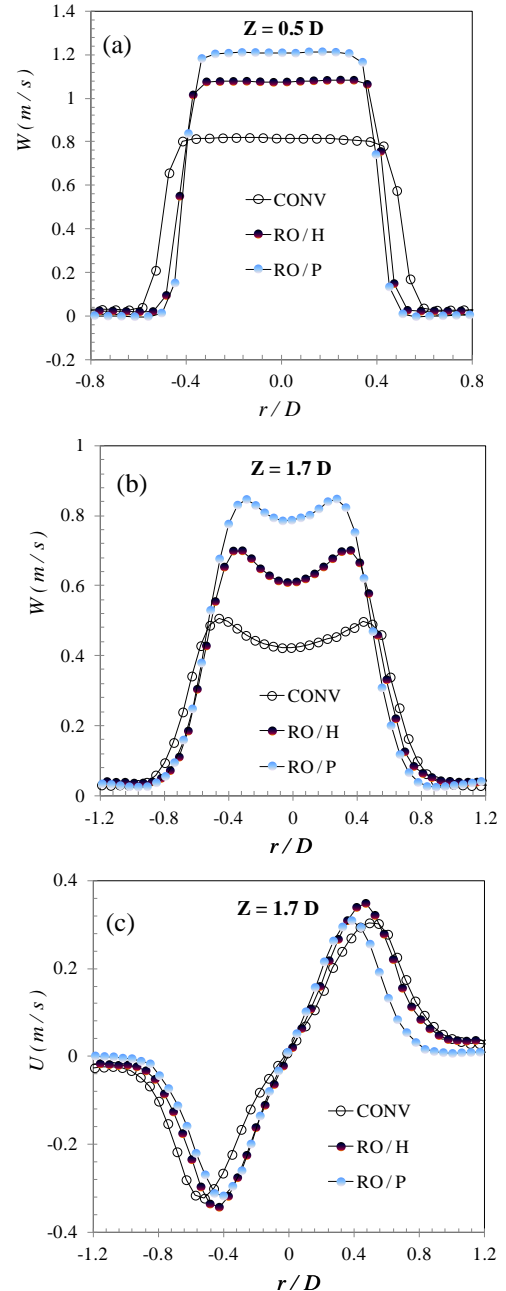 (a)
Z = 0.5 D
1.4
1.2
1
0.8
0.6
0.4
0.2
0
-0.2
W ( m / s )
CONV
RO / H
RO / P
-0.8
-0.4
0.0
0.4
0.8
r / D
(b)
Z = 1.7 D
1
0.8
0.6
0.4
0.2
0
W ( m / s )
CONV
RO / H
RO / P
-1.2
-0.8
-0.4
0
0.4
0.8
1.2
r / D
(c)
Z = 1.7 D
0.4
0.2
0
-0.2
-0.4
U ( m / s )
CONV
RO / H
RO / P
-1.2
-0.8
-0.4
0
0.4
0.8
1.2
r / D